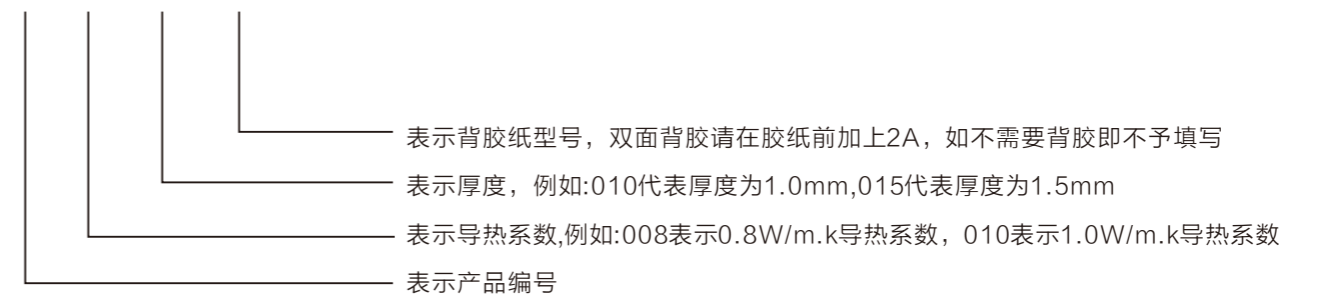 表示背胶纸型号，双面背胶请在胶纸前加上2A，如不需要背胶即不予填写
表示厚度，例如:010代表厚度为1.0mm,015代表厚度为1.5mm
表示导热系数,例如:008表示0.8W/m.k导热系数，010表示1.0W/m.k导热系数
表示产品编号